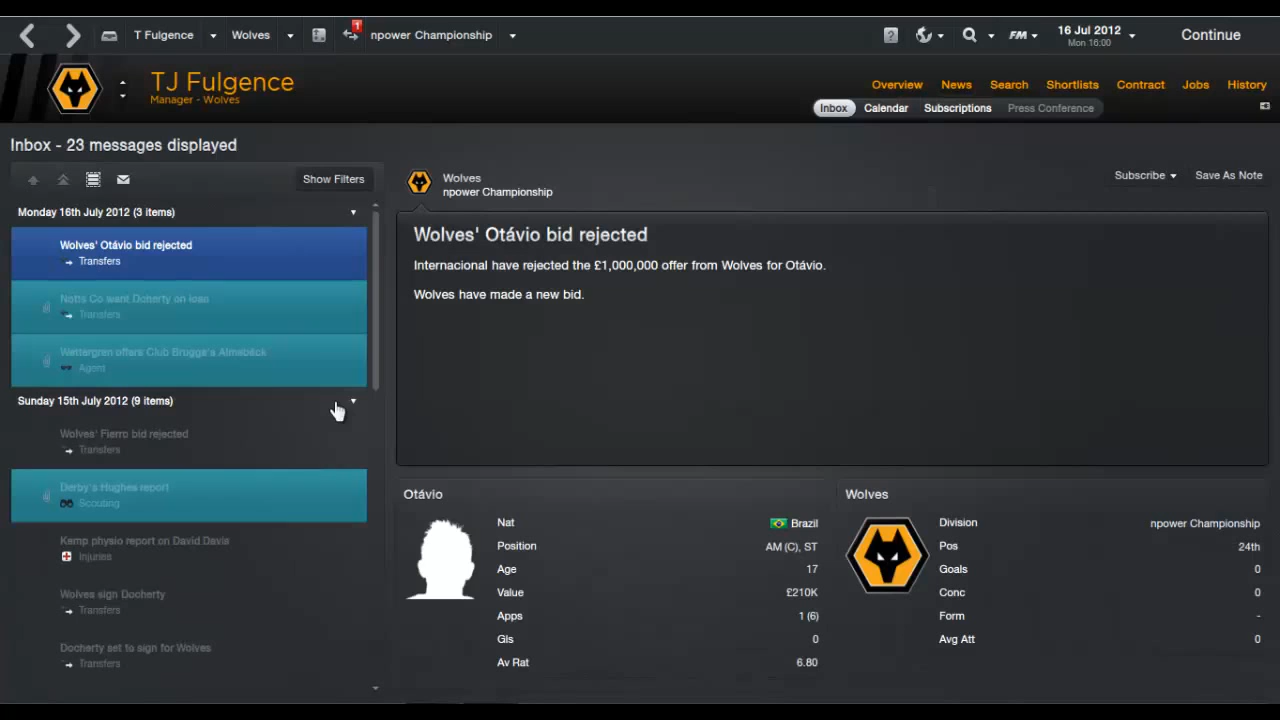 T Fulgence
Wolves
1
npower Championship
?
FM
16 Jul 2012
Mon 16:00
Continue
TJ Fulgence
Manager - Wolves
Overview
News
Search
Shortlists
Contract
Jobs
History
Inbox
Calendar
Subscriptions
Press Conference
Inbox - 23 messages displayed
Show Filters
Monday 16th July 2012 (3 items)
Wolves' Otávio bid rejected
Transfers
Notts Co want Doherty on loan
Transfers
Wettergren offers Club Brugge's Almebäck
Agent
Sunday 15th July 2012 (9 items)
Wolves' Fierro bid rejected
Transfers
Derby's Hughes report
Scouting
Kemp physio report on David Davis
Injuries
Wolves sign Docherty
Transfers
Docherty set to sign for Wolves
Transfers
Wolves
npower Championship
Subscribe
Save As Note
Wolves' Otávio bid rejected
Internacional have rejected the £1,000,000 offer from Wolves for Otávio.
Wolves have made a new bid.
Otávio
Nat Brazil
Position AM (C), ST
Age 17
Value £210K
Apps 1 (6)
Gls 0
Av Rat 6.80
Wolves
Division npower Championship
Pos 24th
Goals 0
Conc 0
Form -
Avg Att 0